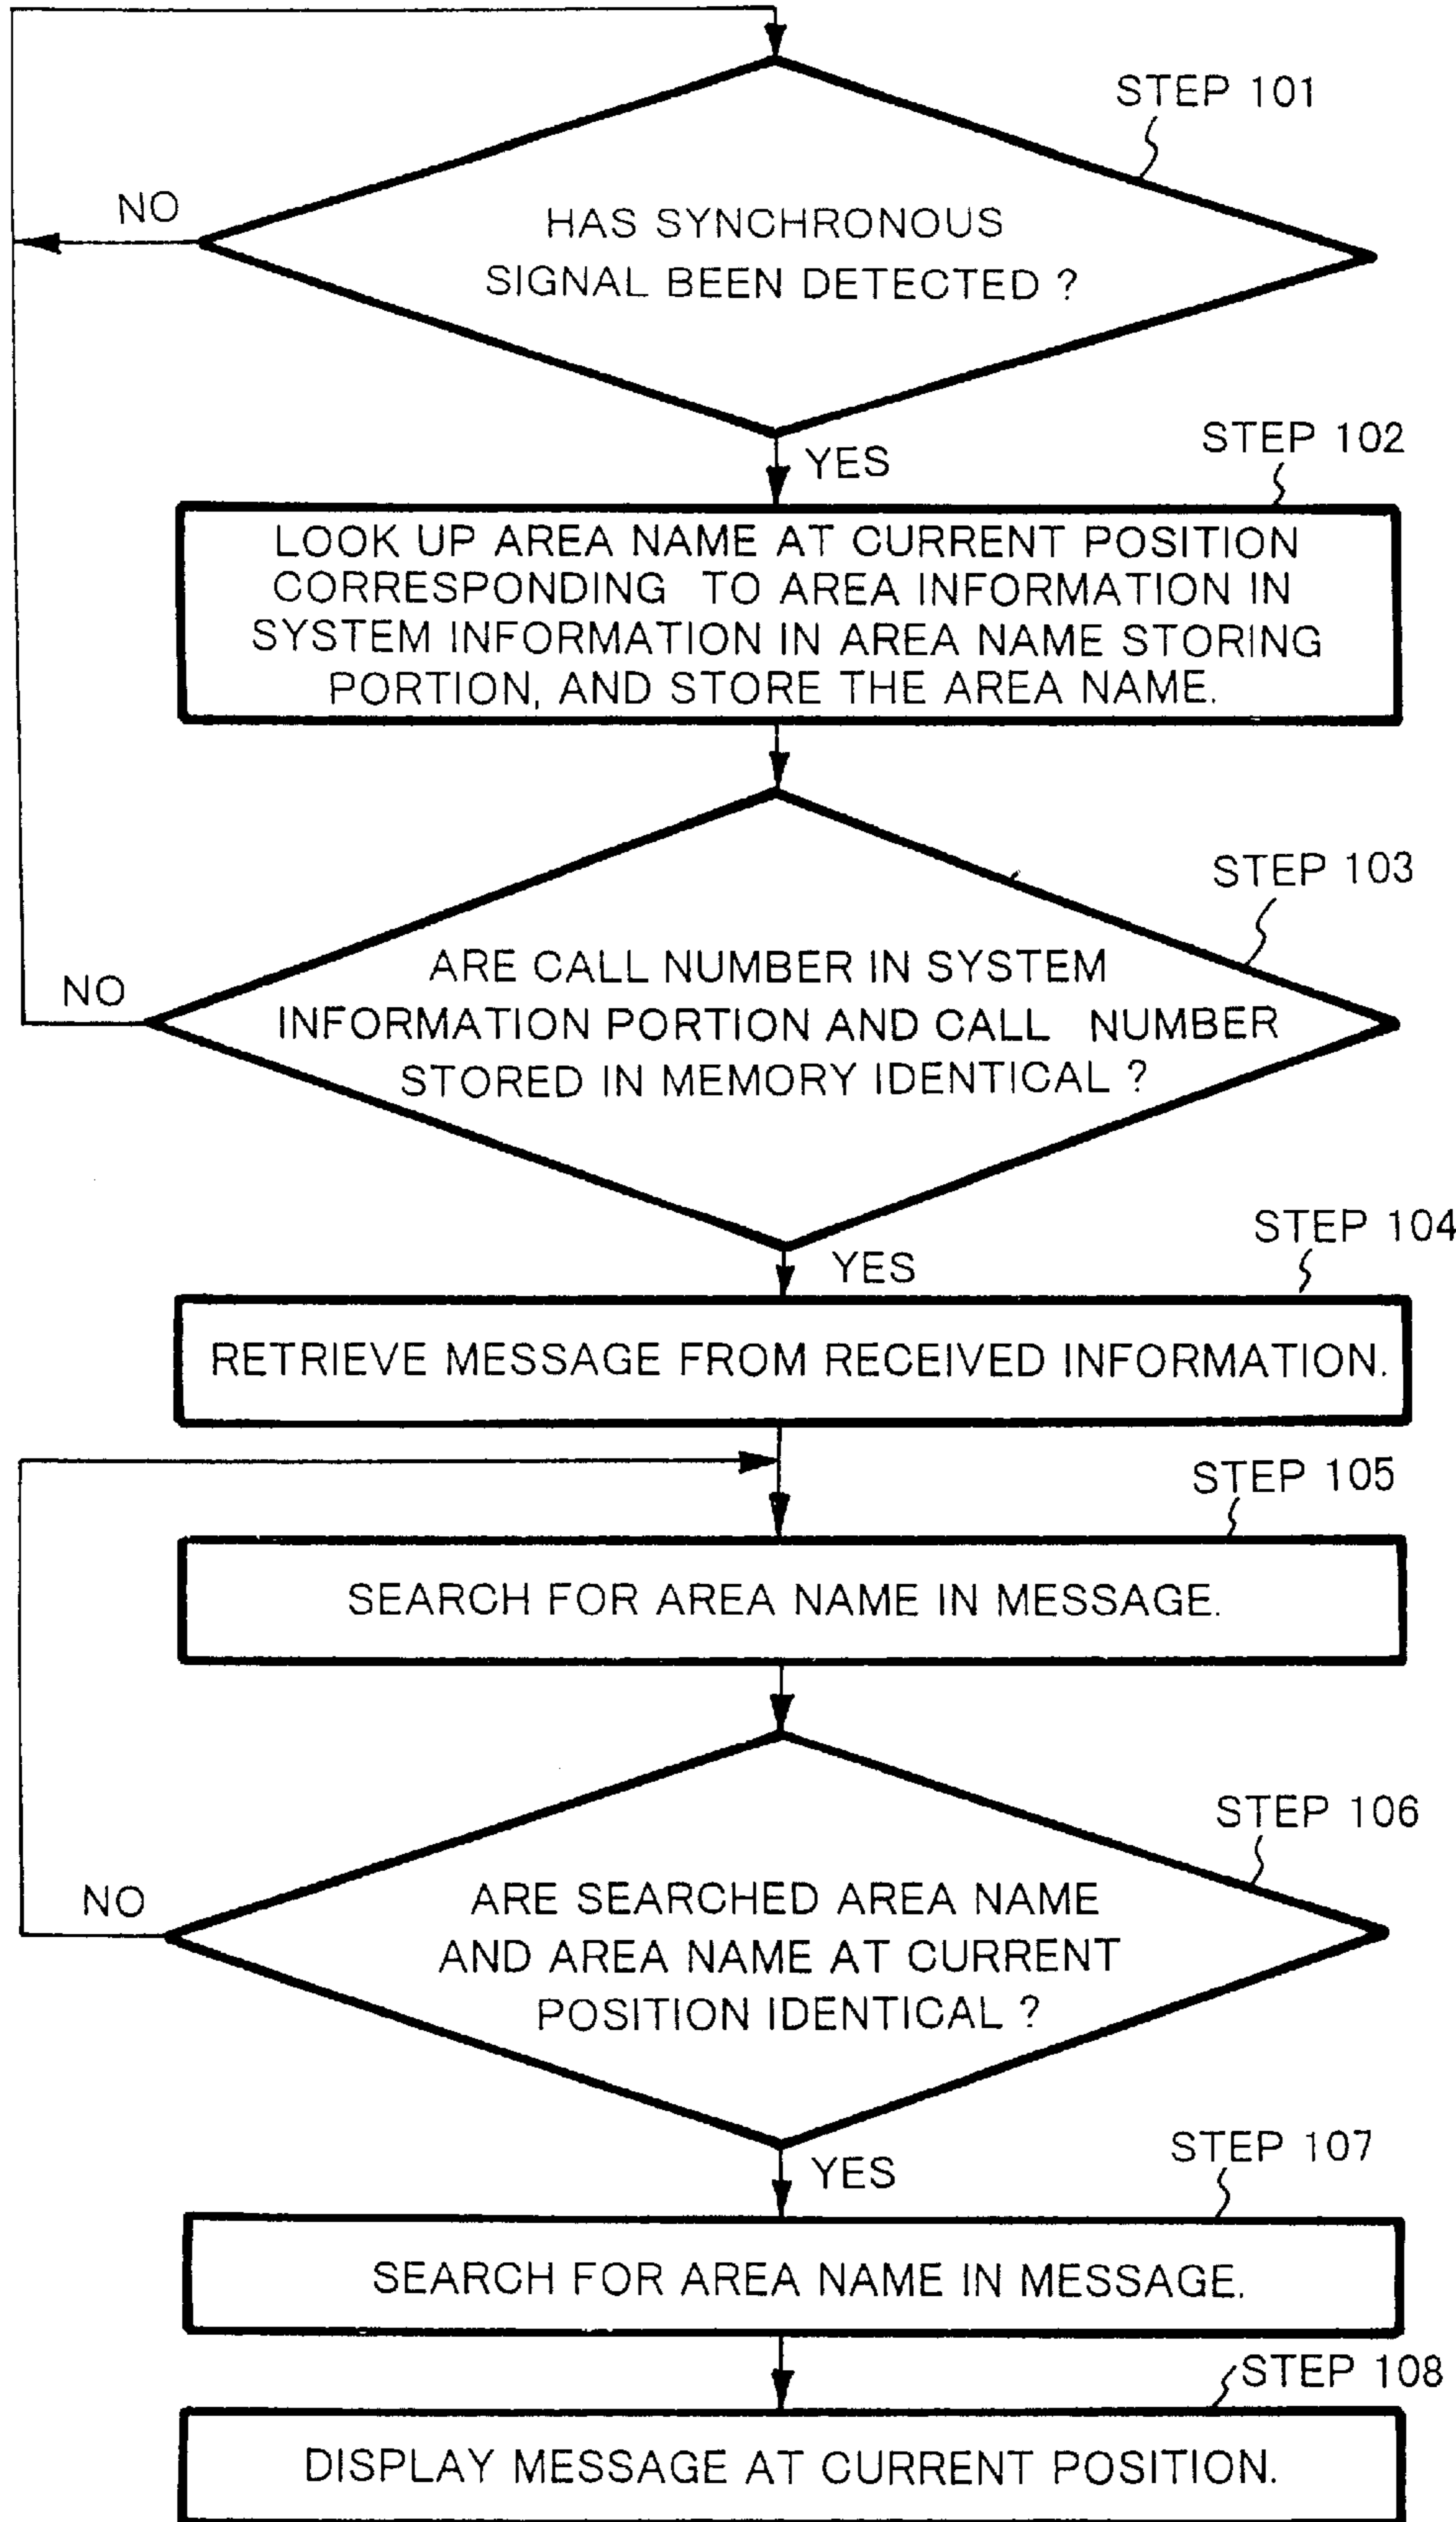 STEP 101
NO
HAS SYNCHRONOUS
SIGNAL BEEN DETECTED ?
YES
STEP 102
LOOK UP AREA NAME AT CURRENT POSITION
CORRESPONDING TO AREA INFORMATION IN
SYSTEM INFORMATION IN AREA NAME STORING
PORTION, AND STORE THE AREA NAME.
STEP 103
NO
ARE CALL NUMBER IN SYSTEM
INFORMATION PORTION AND CALL NUMBER
STORED IN MEMORY IDENTICAL ?
YES
STEP 104
RETRIEVE MESSAGE FROM RECEIVED INFORMATION.
STEP 105
SEARCH FOR AREA NAME IN MESSAGE.
STEP 106
NO
ARE SEARCHED AREA NAME
AND AREA NAME AT CURRENT
POSITION IDENTICAL ?
YES
STEP 107
SEARCH FOR AREA NAME IN MESSAGE.
STEP 108
DISPLAY MESSAGE AT CURRENT POSITION.